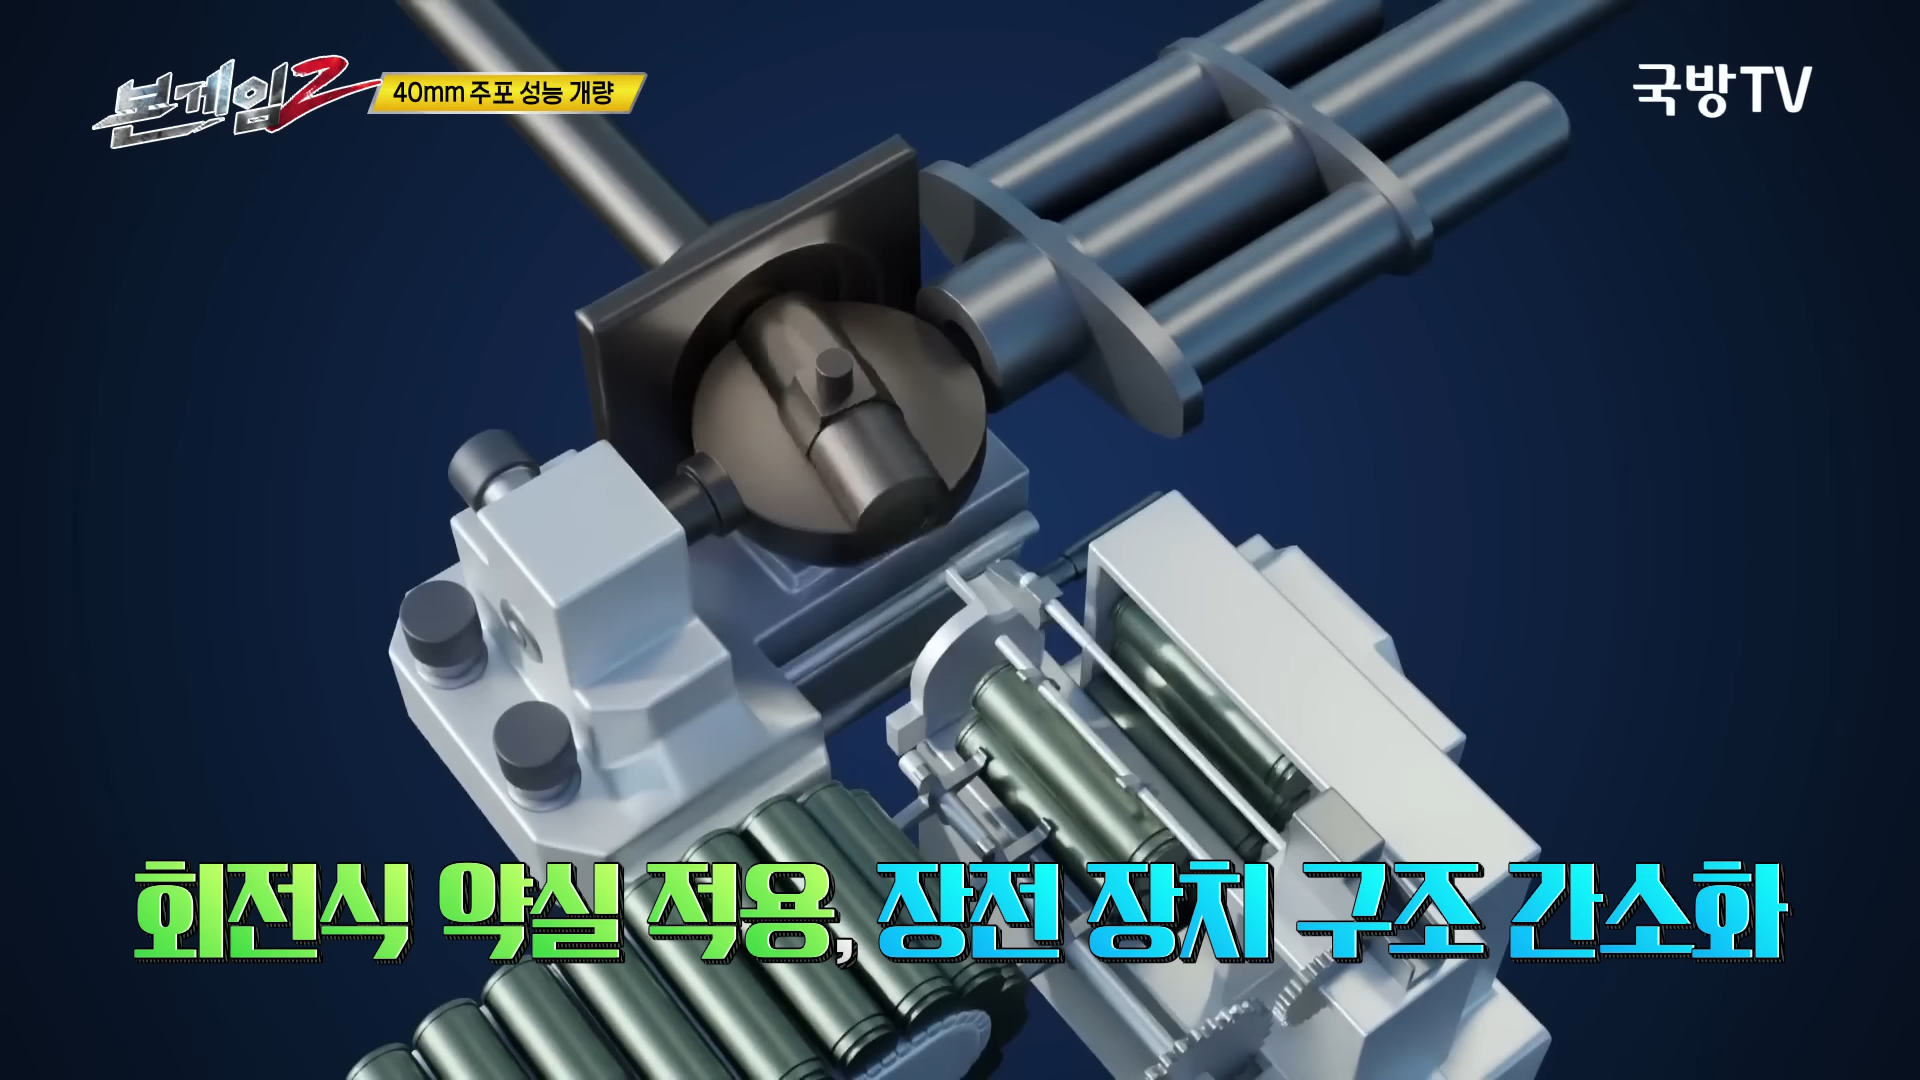 본게임2
40mm 주포 성능 개량
국방TV
회전식 약실 적용, 장전 장치 구조 간소화